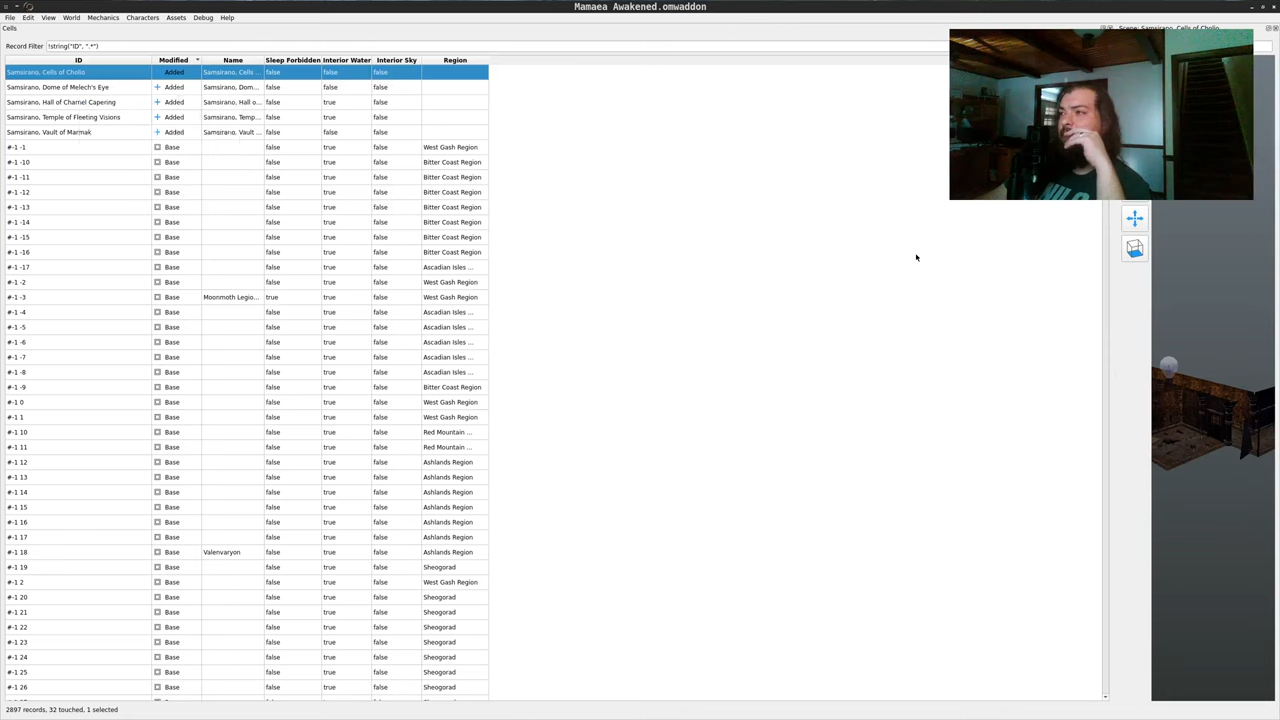 Mamaea Awakened.omwaddon
File Edit View World Mechanics Characters Assets Debug Help
Cells
Scene: Samsirano, Cells of Cholio
Record Filter !string("ID", ".*")
ID Modified Name Sleep Forbidden Interior Water Interior Sky Region
Samsirano, Cells of Cholio Added Samsirano, Cells ... false false false
Samsirano, Dome of Melech's Eye Added Samsirano, Dom... false false false
Samsirano, Hall of Charnel Capering Added Samsirano, Hall o... false true false
Samsirano, Temple of Fleeting Visions Added Samsirano, Temp... false true false
Samsirano, Vault of Marmak Added Samsirano, Vault ... false false false
#-1 -1 Base false true false West Gash Region
#-1 -10 Base false true false Bitter Coast Region
#-1 -11 Base false true false Bitter Coast Region
#-1 -12 Base false true false Bitter Coast Region
#-1 -13 Base false true false Bitter Coast Region
#-1 -14 Base false true false Bitter Coast Region
#-1 -15 Base false true false Bitter Coast Region
#-1 -16 Base false true false Bitter Coast Region
#-1 -17 Base false true false Ascadian Isles ...
#-1 -2 Base false true false West Gash Region
#-1 -3 Base Moonmoth Legio... true true false West Gash Region
#-1 -4 Base false true false Ascadian Isles ...
#-1 -5 Base false true false Ascadian Isles ...
#-1 -6 Base false true false Ascadian Isles ...
#-1 -7 Base false true false Ascadian Isles ...
#-1 -8 Base false true false Ascadian Isles ...
#-1 -9 Base false true false Bitter Coast Region
#-1 0 Base false true false West Gash Region
#-1 1 Base false true false West Gash Region
#-1 10 Base false true false Red Mountain ...
#-1 11 Base false true false Red Mountain ...
#-1 12 Base false true false Ashlands Region
#-1 13 Base false true false Ashlands Region
#-1 14 Base false true false Ashlands Region
#-1 15 Base false true false Ashlands Region
#-1 16 Base false true false Ashlands Region
#-1 17 Base false true false Ashlands Region
#-1 18 Base Valenvaryon false true false Ashlands Region
#-1 19 Base false true false Sheogorad
#-1 2 Base false true false West Gash Region
#-1 20 Base false true false Sheogorad
#-1 21 Base false true false Sheogorad
#-1 22 Base false true false Sheogorad
#-1 23 Base false true false Sheogorad
#-1 24 Base false true false Sheogorad
#-1 25 Base false true false Sheogorad
#-1 26 Base false true false Sheogorad
2897 records, 32 touched, 1 selected